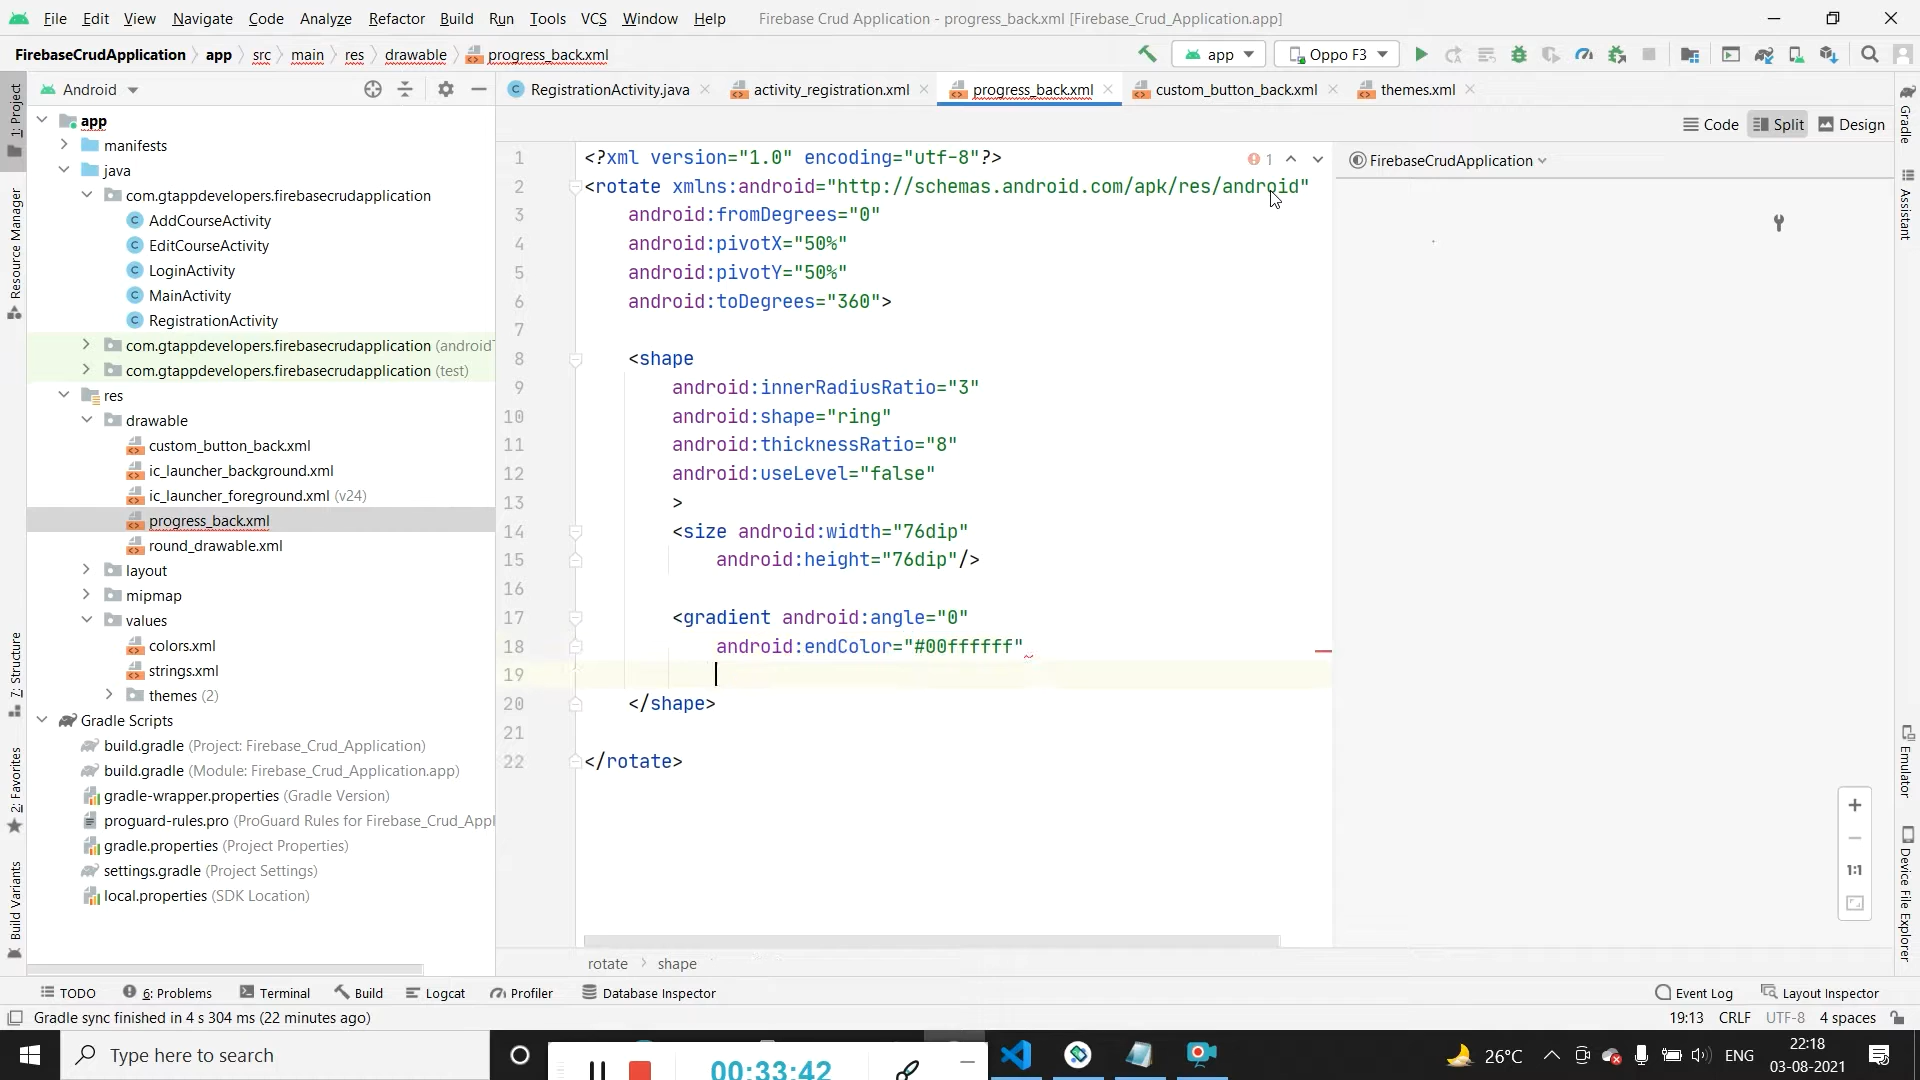 File Edit View Navigate Code Analyze Refactor Build Run Tools VCS Window Help Firebase Crud Application - progress_back.xml [Firebase_Crud_Application.app]
FirebaseCrudApplication app src main res drawable progress_back.xml app Oppo F3
1: Project
Resource Manager
7: Structure
2: Favorites
Build Variants
Android
app
manifests
java
com.gtappdevelopers.firebasecrudapplication
AddCourseActivity
EditCourseActivity
LoginActivity
MainActivity
RegistrationActivity
com.gtappdevelopers.firebasecrudapplication (android
com.gtappdevelopers.firebasecrudapplication (test)
res
drawable
custom_button_back.xml
ic_launcher_background.xml
ic_launcher_foreground.xml (v24)
progress_back.xml
round_drawable.xml
layout
mipmap
values
colors.xml
strings.xml
themes (2)
Gradle Scripts
build.gradle (Project: Firebase_Crud_Application)
build.gradle (Module: Firebase_Crud_Application.app)
gradle-wrapper.properties (Gradle Version)
proguard-rules.pro (ProGuard Rules for Firebase_Crud_Appl
gradle.properties (Project Properties)
settings.gradle (Project Settings)
local.properties (SDK Location)
RegistrationActivity.java activity_registration.xml progress_back.xml custom_button_back.xml themes.xml
Code Split Design
1 <?xml version="1.0" encoding="utf-8"?> 1
2 <rotate xmlns:android="http://schemas.android.com/apk/res/android"
3 android:fromDegrees="0"
4 android:pivotX="50%"
5 android:pivotY="50%"
6 android:toDegrees="360">
7
8 <shape
9 android:innerRadiusRatio="3"
10 android:shape="ring"
11 android:thicknessRatio="8"
12 android:useLevel="false"
13 >
14 <size android:width="76dip"
15 android:height="76dip"/>
16
17 <gradient android:angle="0"
18 android:endColor="#00ffffff"
19
20 </shape>
21
22 </rotate>
rotate shape
FirebaseCrudApplication
1:1
Gradle
Assistant
Emulator
Device File Explorer
TODO 6: Problems Terminal Build Logcat Profiler Database Inspector Event Log Layout Inspector
Gradle sync finished in 4 s 304 ms (22 minutes ago) 19:13 CRLF UTF-8 4 spaces
Type here to search 00:33:42 26°C ENG 22:18
03-08-2021